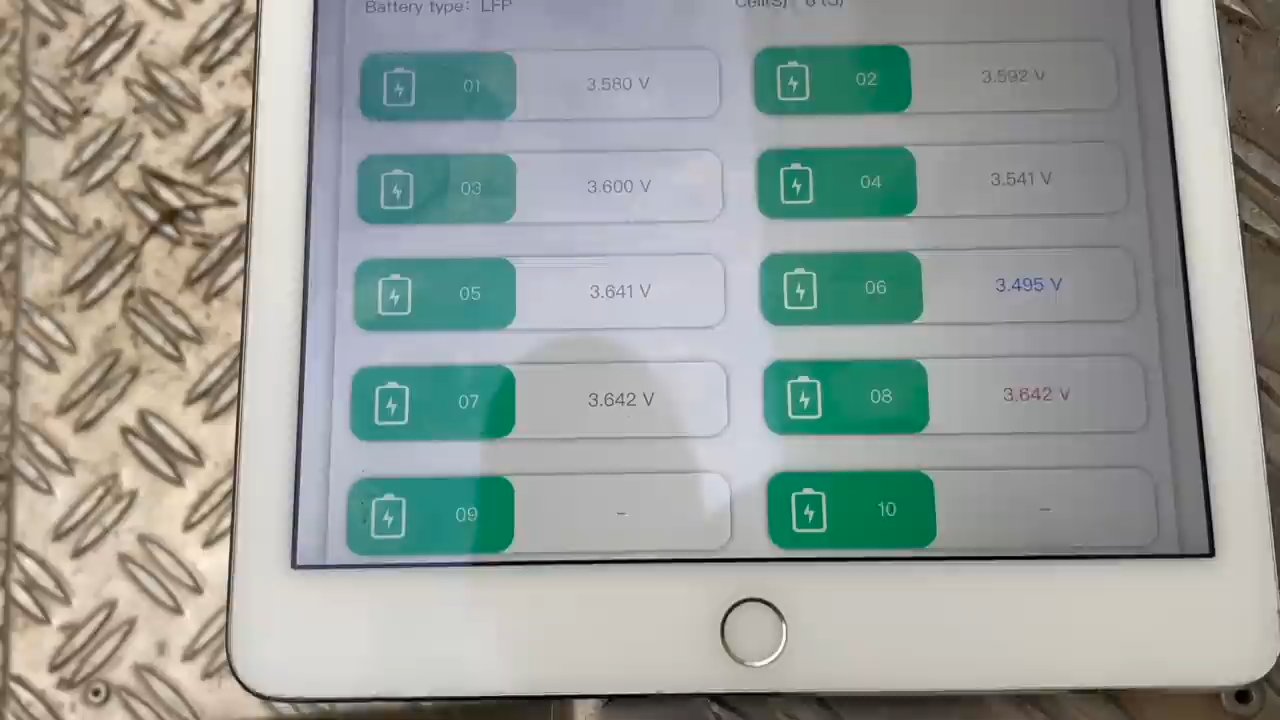 Battery type: LFP Cell(s)
01 3.580 V 02 3.592 V
03 3.600 V 04 3.541 V
05 3.641 V 06 3.495 V
07 3.642 V 08 3.642 V
09 – 10 –